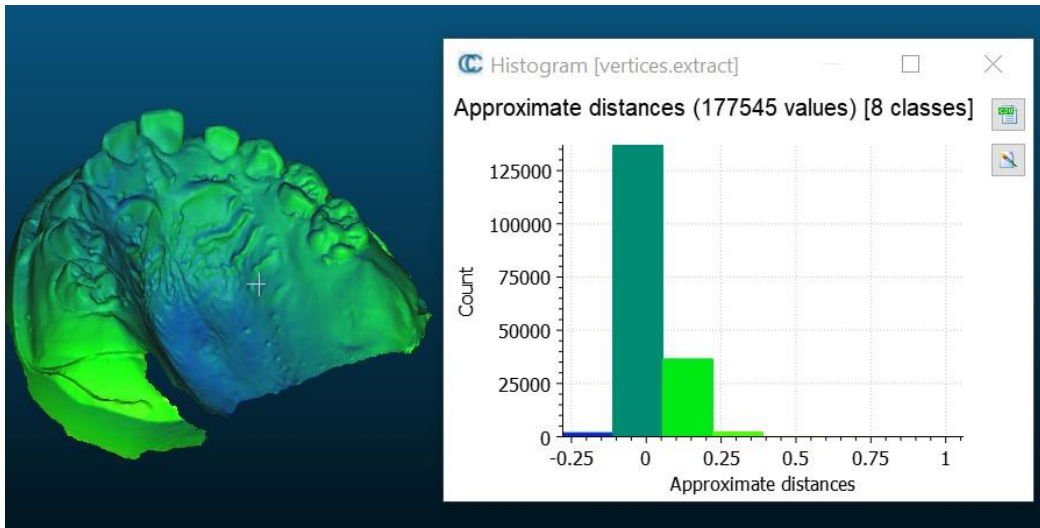 Histogram [vertices.extract]
Approximate distances (177545 values) [8 classes]
125000
100000
75000
50000
25000
0
Count
-0.25 0 0.25 0.5 0.75 1
Approximate distances